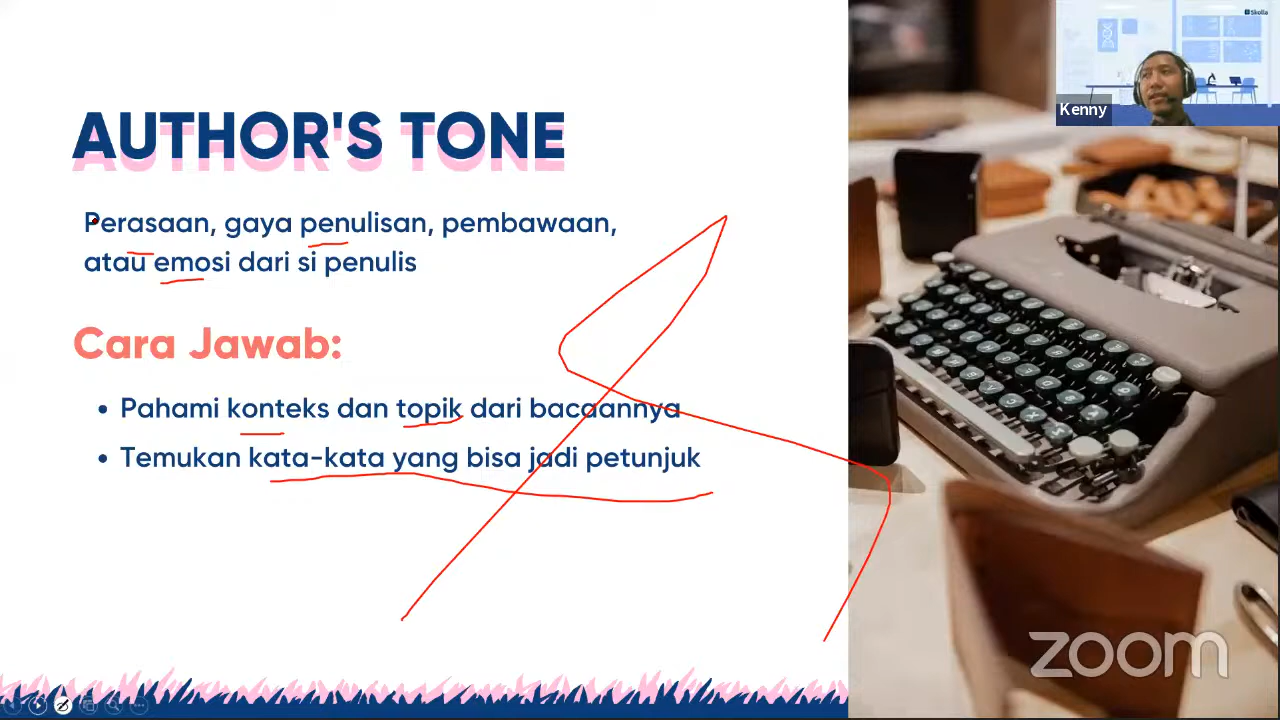 Skolla
Kenny
AUTHOR'S TONE
Perasaan, gaya penulisan, pembawaan,
atau emosi dari si penulis
Cara Jawab:
• Pahami konteks dan topik dari bacaannya
• Temukan kata-kata yang bisa jadi petunjuk
zoom